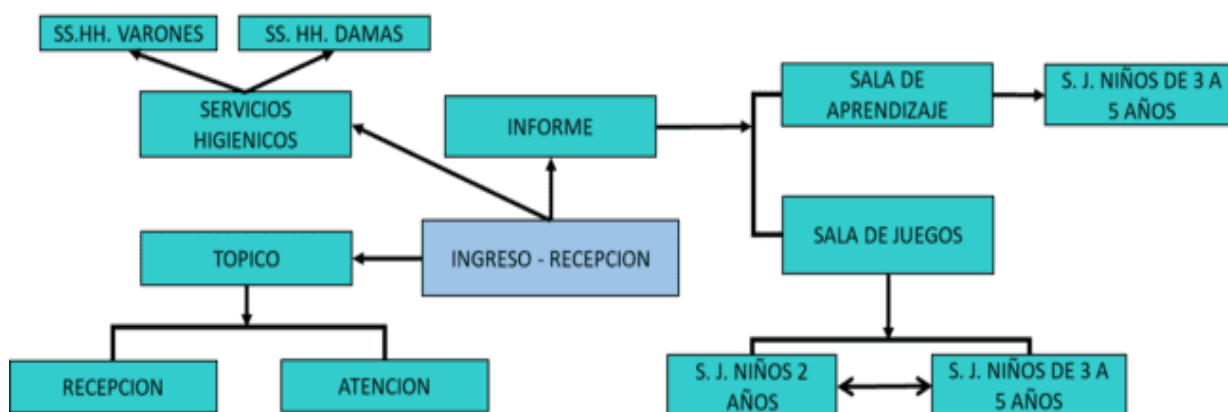 SS.HH. VARONES
SS. HH. DAMAS
SERVICIOS
HIGIENICOS
INFORME
SALA DE
APRENDIZAJE
S. J. NIÑOS DE 3 A
5 AÑOS
TOPICO
INGRESO - RECEPCION
SALA DE JUEGOS
RECEPCION
ATENCION
S. J. NIÑOS 2
AÑOS
S. J. NIÑOS DE 3 A
5 AÑOS